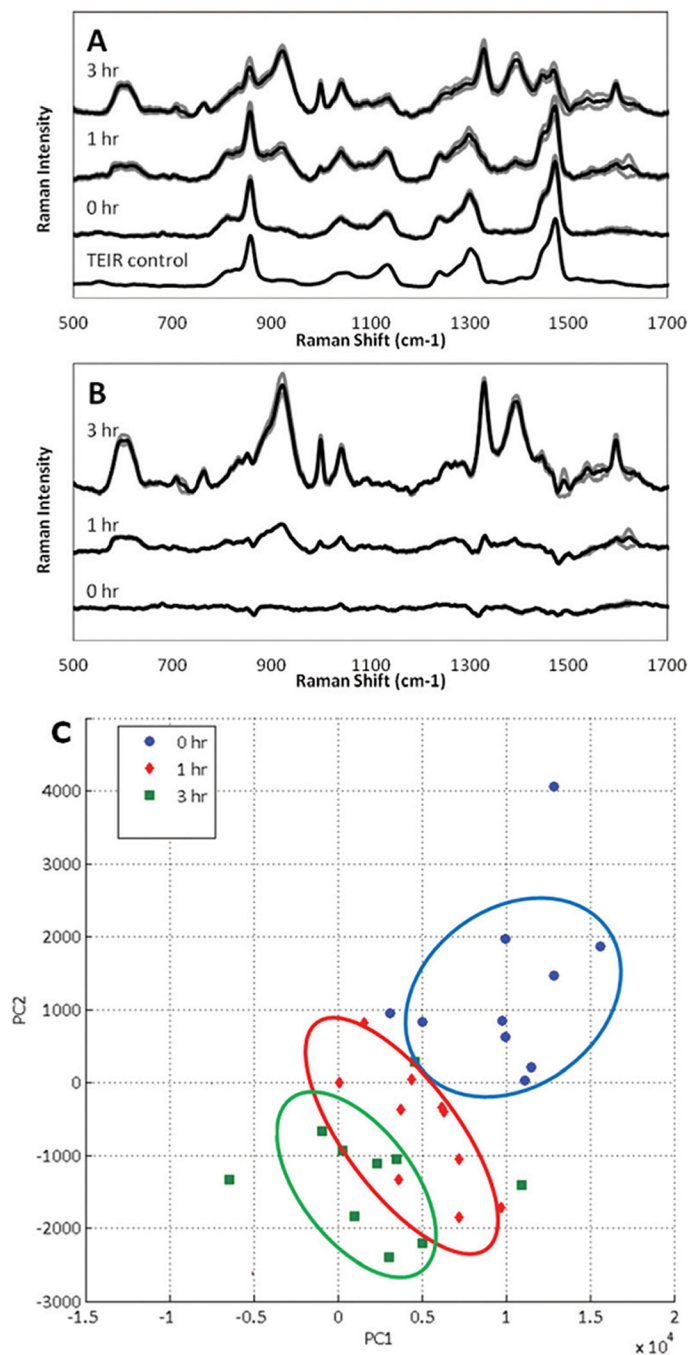 A
3 hr
1 hr
0 hr
TEIR control
Raman Intensity
500 700 900 1100 1300 1500 1700
Raman Shift (cm-1)
B
3 hr
1 hr
0 hr
Raman Intensity
500 700 900 1100 1300 1500 1700
Raman Shift (cm-1)
C
0 hr
1 hr
3 hr
4000
3000
2000
1000
0
-1000
-2000
-3000
PC2
-1.5 -1 -0.5 0 0.5 1 1.5 2
PC1
x 10^4